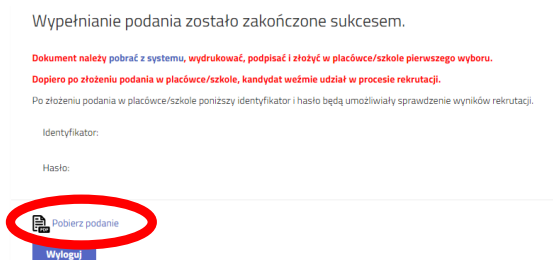 Wypełnianie podania zostało zakończone sukcesem.
Dokument należy pobrać z systemu, wydrukować, podpisać i złożyć w placówce/szkole pierwszego wyboru.
Dopiero po złożeniu podania w placówce/szkole, kandydat weźmie udział w procesie rekrutacji.
Po złożeniu podania w placówce/szkole poniższy identyfikator i hasło będą umożliwiały sprawdzenie wyników rekrutacji.
Identyfikator:
Hasło:
PDF Pobierz podanie
Wyloguj